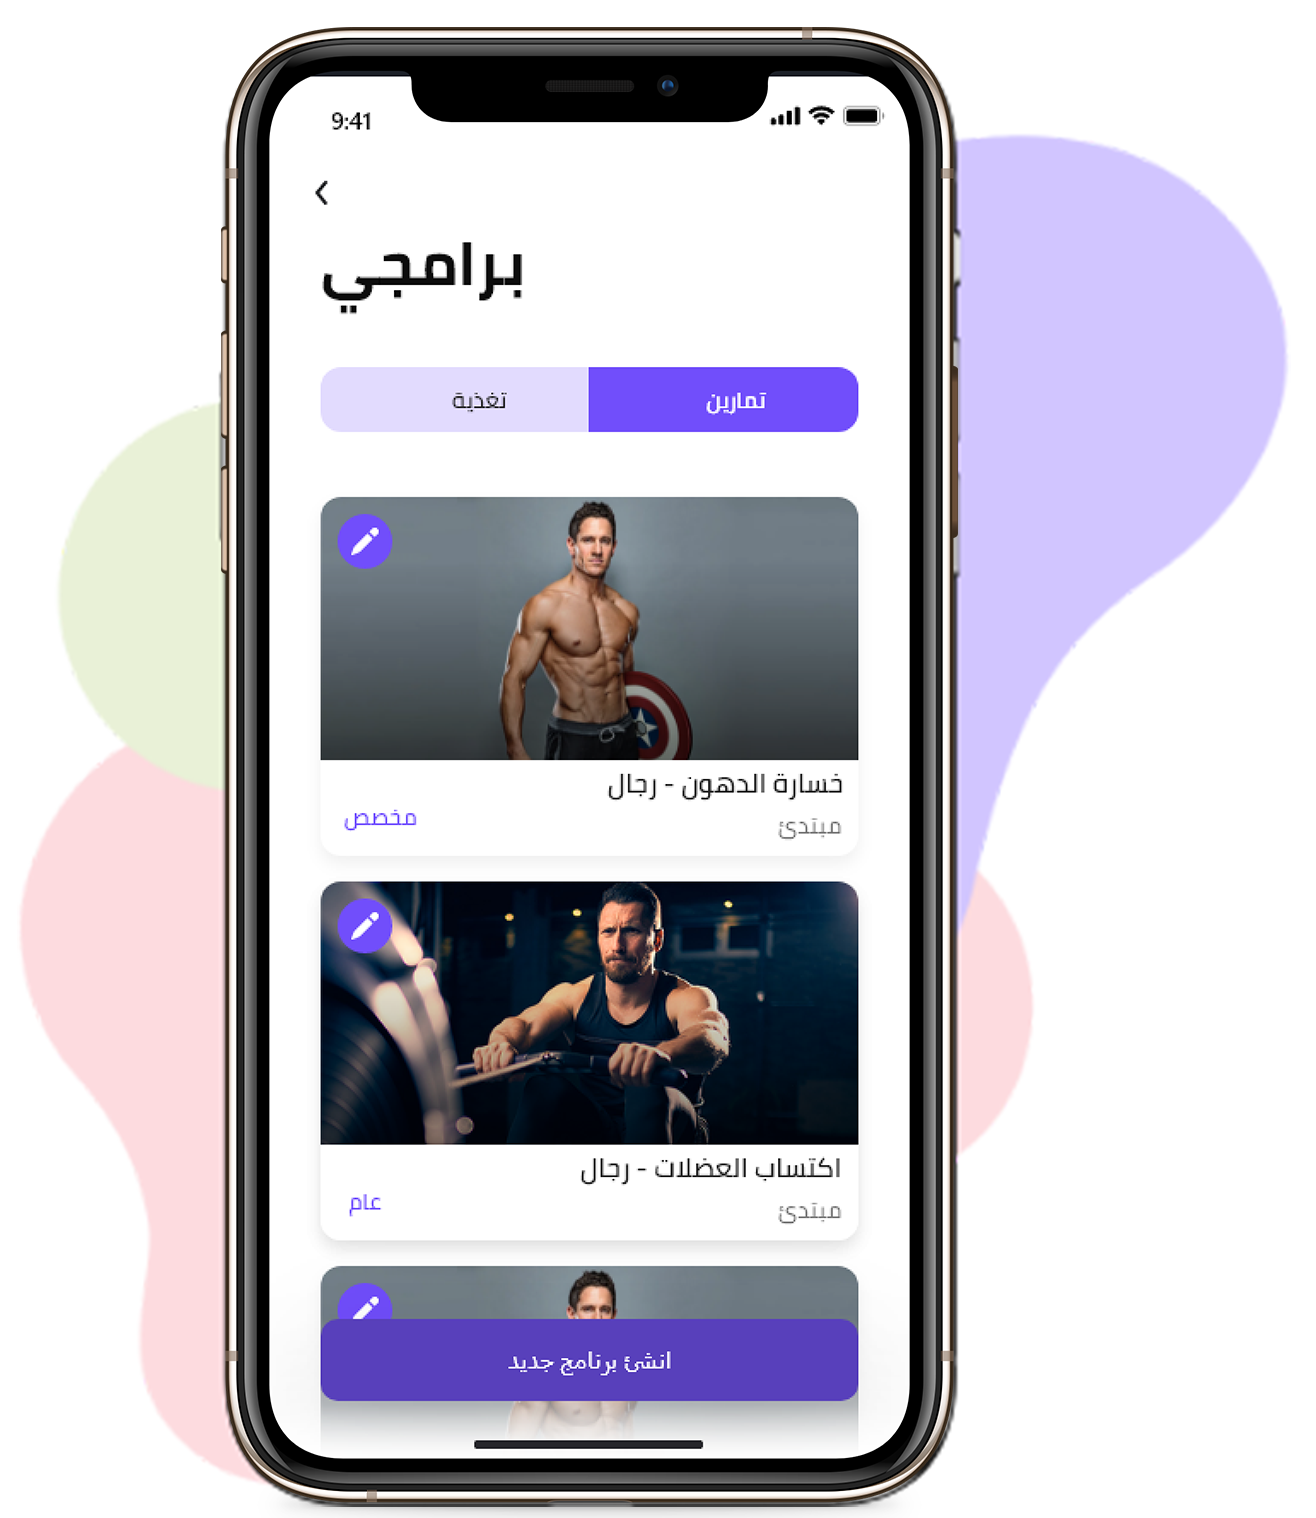 9:41
برامجي
تمارين
تغذية
خسارة الدهون - رجال
مبتدئ
مخصص
اكتساب العضلات - رجال
مبتدئ
عام
انشئ برنامج جديد